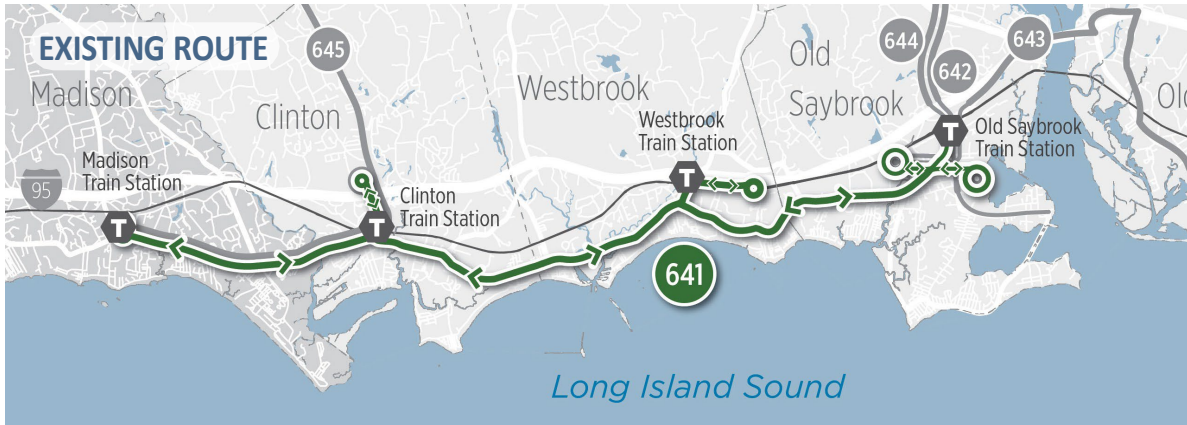 EXISTING ROUTE
645
644
643
642
Madison
Clinton
Westbrook
Old
Saybrook
Old
Madison
Train Station
95
T
Clinton
Train Station
T
Westbrook
Train Station
T
Old Saybrook
Train Station
T
641
Long Island Sound